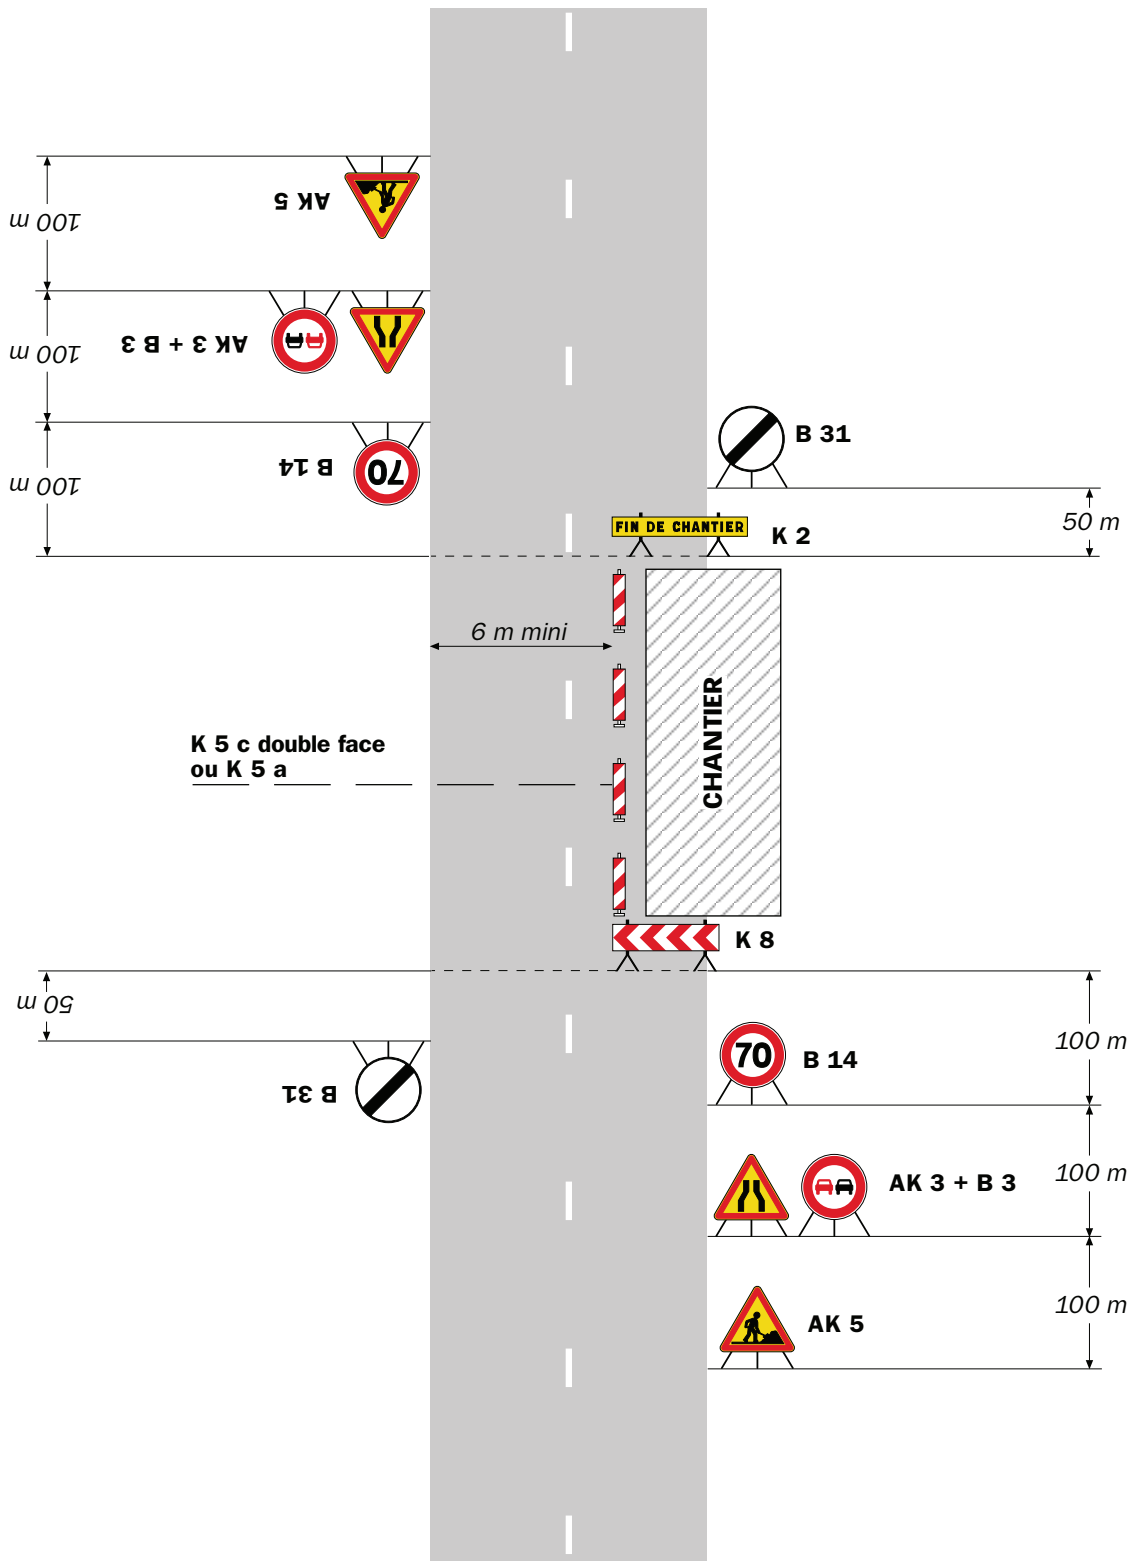 AK 5
100 m
AK 3 + B 3
100 m
B 14
70
100 m
B 31
50 m
FIN DE CHANTIER
K 2
6 m mini
CHANTIER
K 5 c double face
ou K 5 a
K 8
50 m
B 31
70
B 14
100 m
AK 3 + B 3
100 m
AK 5
100 m